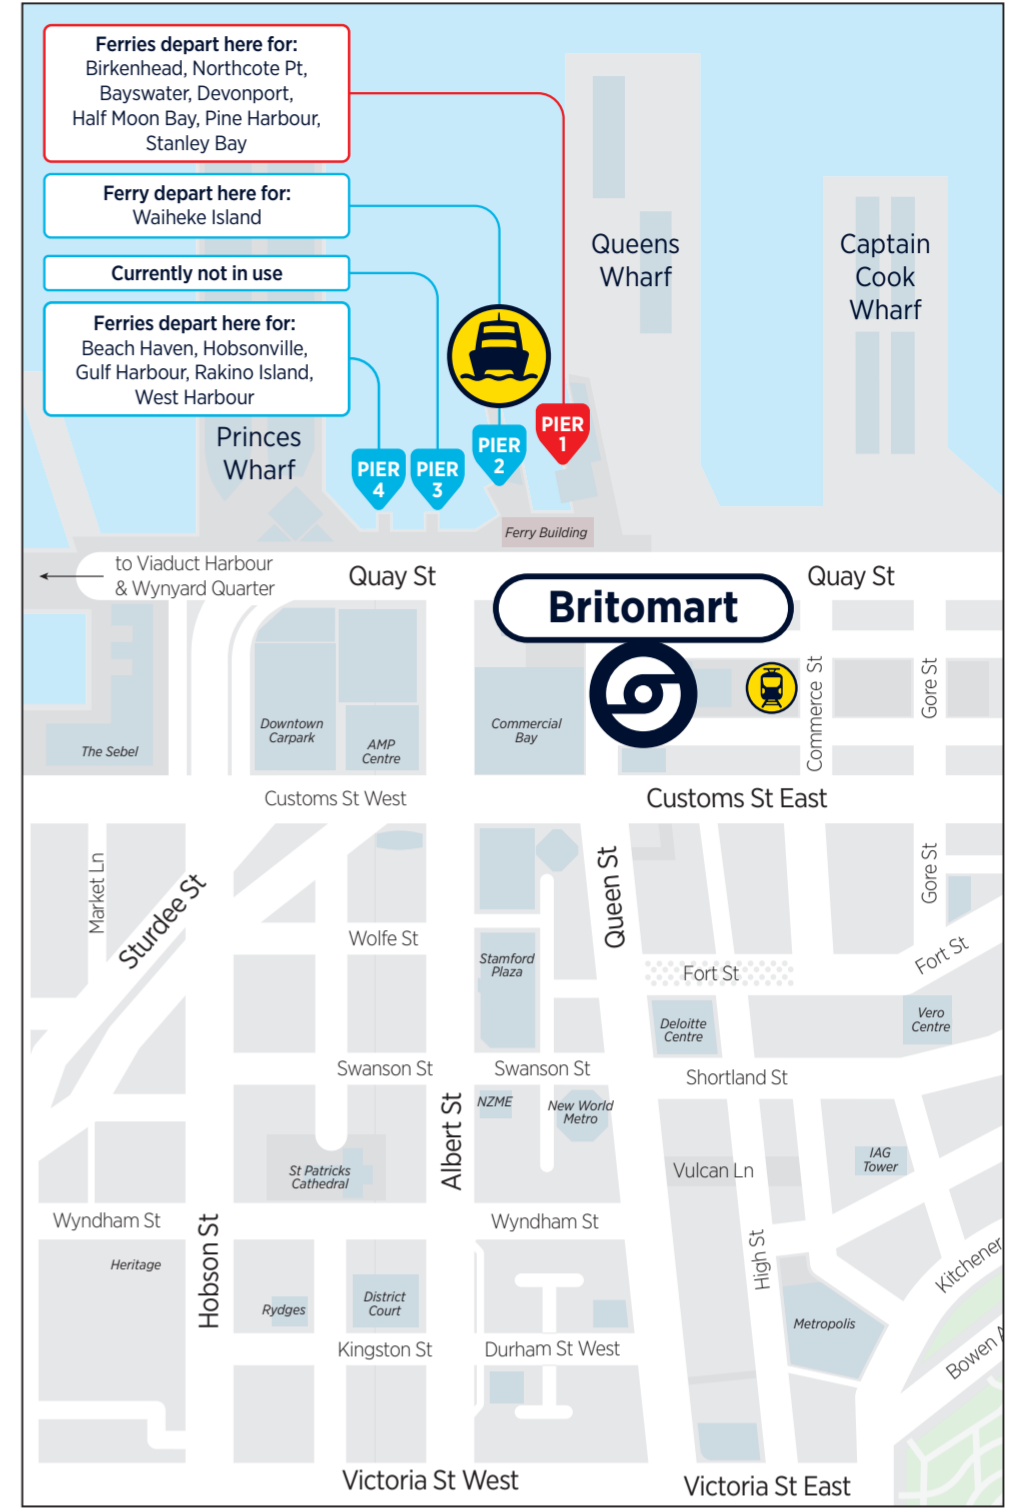 Ferries depart here for:
Birkenhead, Northcote Pt,
Bayswater, Devonport,
Half Moon Bay, Pine Harbour,
Stanley Bay
Ferry depart here for:
Waiheke Island
Currently not in use
Ferries depart here for:
Beach Haven, Hobsonville,
Gulf Harbour, Rakino Island,
West Harbour
Queens
Wharf
Captain
Cook
Wharf
Princes
Wharf
PIER
4
PIER
3
PIER
2
PIER
1
Ferry Building
to Viaduct Harbour
& Wynyard Quarter
Quay St
Quay St
Britomart
The Sebel
Downtown
Carpark
AMP
Centre
Commercial
Bay
Commerce St
Gore St
Customs St West
Customs St East
Market Ln
Sturdee St
Queen St
Gore St
Wolfe St
Stamford
Plaza
Fort St
Fort St
Deloitte
Centre
Vero
Centre
Swanson St
Swanson St
Shortland St
Albert St
NZME
New World
Metro
St Patricks
Cathedral
Vulcan Ln
IAG
Tower
Wyndham St
Wyndham St
Hobson St
Heritage
High St
Kitchener
Rydges
District
Court
Metropolis
Kingston St
Durham St West
Bowen A
Victoria St West
Victoria St East